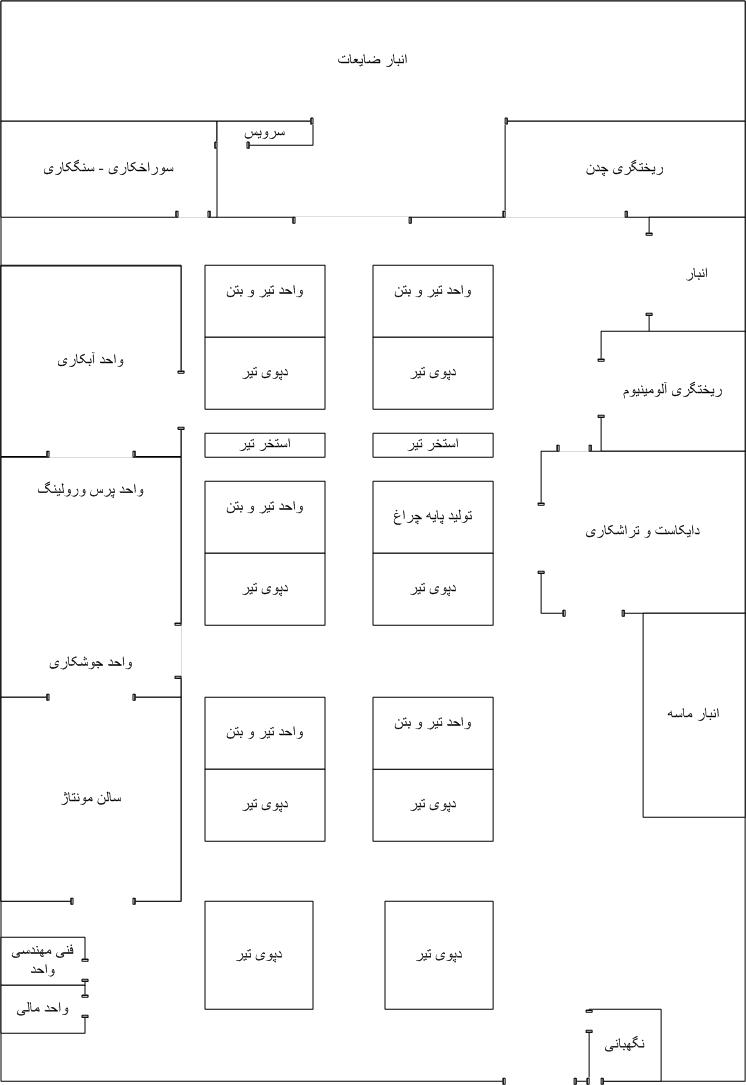 انبار ضایعات
سرویس
سوراخکاری - سنگکاری
ریختگری چدن
انبار
واحد تیر و بتن
واحد تیر و بتن
واحد آبکاری
دپوی تیر
دپوی تیر
ریختگری آلومینیوم
استخر تیر
استخر تیر
واحد پرس ورولینگ
واحد تیر و بتن
تولید پایه چراغ
دایکاست و تراشکاری
دپوی تیر
دپوی تیر
واحد جوشکاری
انبار ماسه
واحد تیر و بتن
واحد تیر و بتن
سالن مونتاژ
دپوی تیر
دپوی تیر
فنی مهندسی
واحد
دپوی تیر
دپوی تیر
واحد مالی
نگهبانی